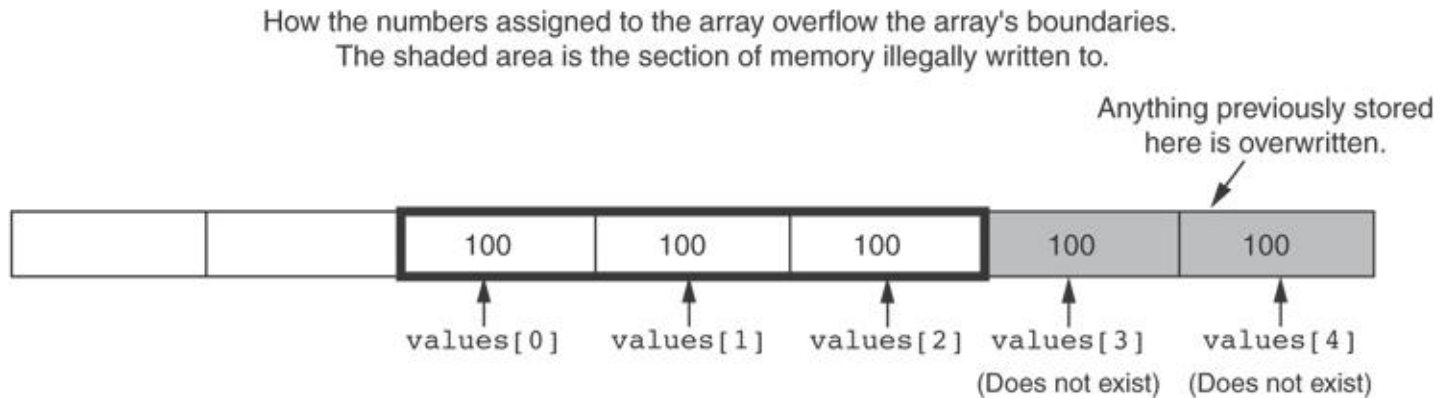 How the numbers assigned to the array overflow the array's boundaries.
The shaded area is the section of memory illegally written to.
Anything previously stored
here is overwritten.
100 100 100 100 100
values[0] values[1] values[2] values[3] values[4]
(Does not exist) (Does not exist)